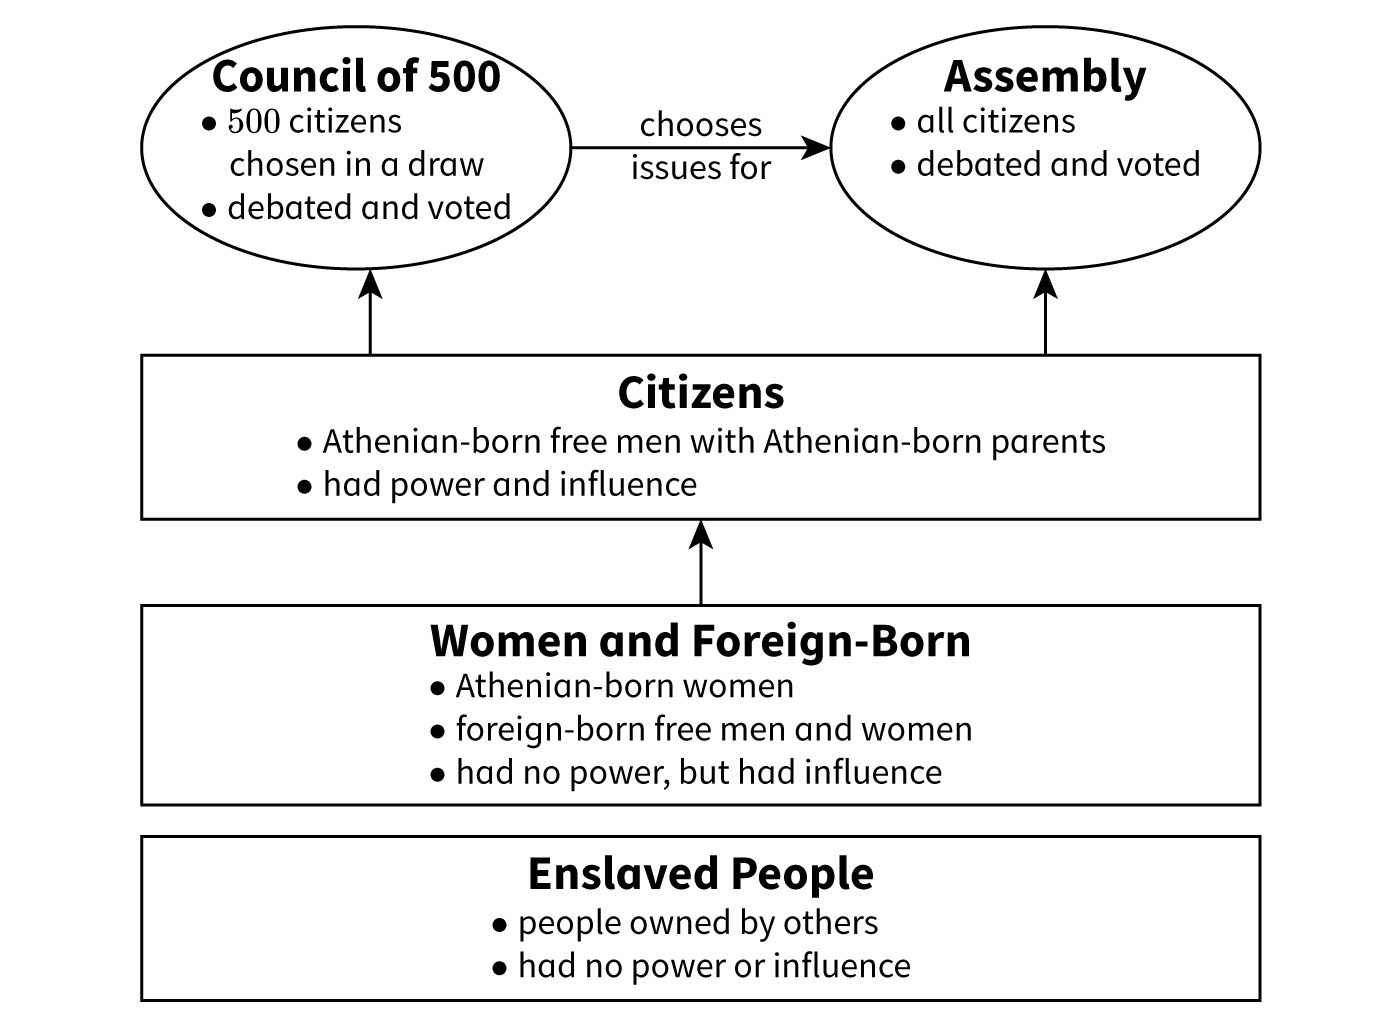 Council of 500
• 500 citizens
chosen in a draw
• debated and voted
chooses
issues for
Assembly
• all citizens
• debated and voted
Citizens
• Athenian-born free men with Athenian-born parents
• had power and influence
Women and Foreign-Born
• Athenian-born women
• foreign-born free men and women
• had no power, but had influence
Enslaved People
• people owned by others
• had no power or influence